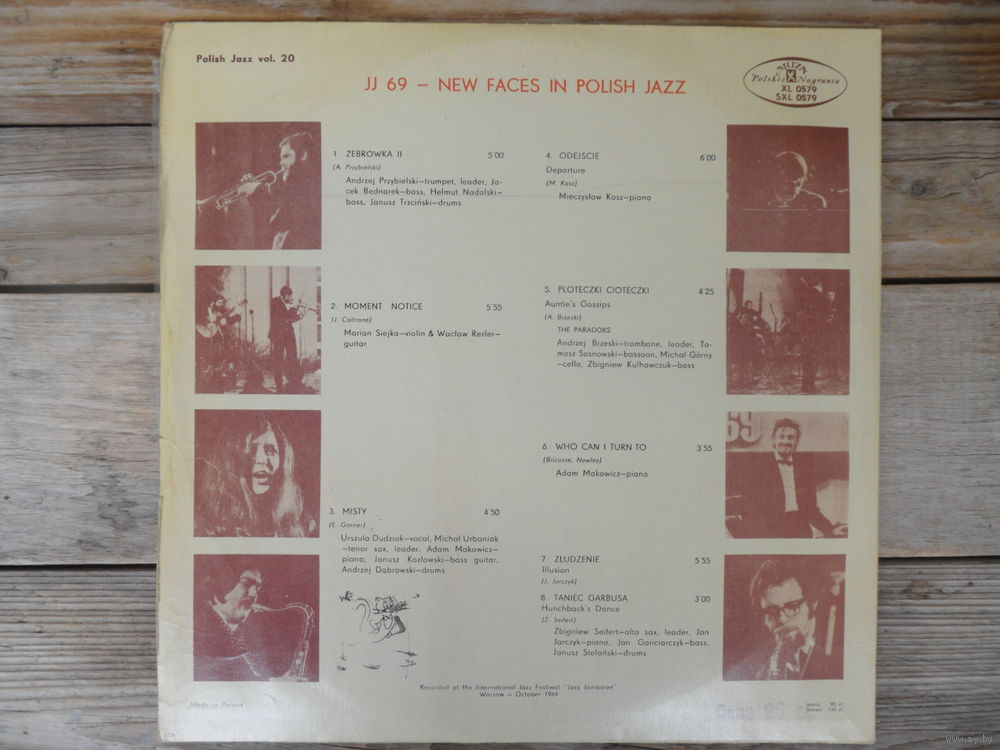 Polish Jazz vol. 20
JJ 69 – NEW FACES IN POLISH JAZZ
MUZA
Polskie Nagrania
XL 0579
SXL 0579
1. ZEBROWKA II 5'00
(A. Przybielski)
Andrzej Przybielski—trumpet, leader, Ja-
cek Bednarek—bass, Helmut Nadolski—
bass, Janusz Trzciński—drums
2. MOMENT NOTICE 5'55
(J. Coltrane)
Marian Siejka—violin & Wacław Rezler—
guitar
3. MISTY 4'50
(E. Garner)
Urszula Dudziak—vocal, Michał Urbaniak
—tenor sax, leader, Adam Makowicz—
piano, Janusz Kozłowski—bass guitar,
Andrzej Dąbrowski—drums
4. ODEJSCIE 6'00
Departure
(M. Kosz)
Mieczysław Kosz—piano
5. PLOTECZKI CIOTECZKI 4'25
Auntie's Gossips
(A. Brzeski)
THE PARADOKS
Andrzej Brzeski—trombone, leader, To-
masz Sosnowski—bassoon, Michał Górny
—cello, Zbigniew Kulhawczuk—bass
69
6. WHO CAN I TURN TO 3'55
(Bricusse, Newley)
Adam Makowicz—piano
7. ZŁUDZENIE 5'55
Illusion
(J. Jarczyk)
8. TANIEC GARBUSA 3'00
Hunchback's Dance
(Z. Seifert)
Zbigniew Seifert—alto sax, leader, Jan
Jarczyk—piano, Jan Gonciarczyk—bass,
Janusz Stefański—drums
Recorded at the International Jazz Festiwal "Jazz Jamboree"
Warsaw – October 1969
Made in Poland
www.ay.by